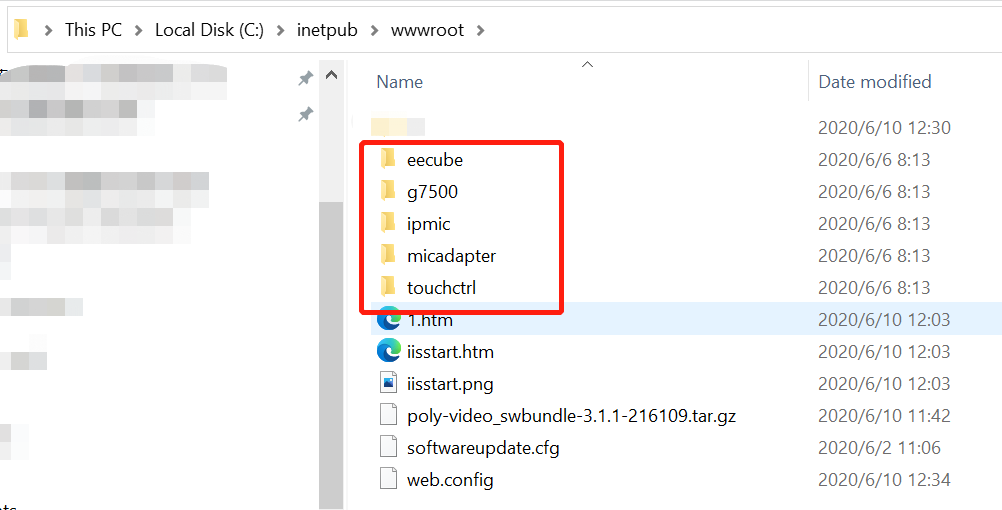 This PC > Local Disk (C:) > inetpub > wwwroot >
Name Date modified
2020/6/10 12:30
eecube 2020/6/6 8:13
g7500 2020/6/6 8:13
ipmic 2020/6/6 8:13
micadapter 2020/6/6 8:13
touchctrl 2020/6/6 8:13
1.htm 2020/6/10 12:03
iisstart.htm 2020/6/10 12:03
iisstart.png 2020/6/10 12:03
poly-video_swbundle-3.1.1-216109.tar.gz 2020/6/10 11:42
softwareupdate.cfg 2020/6/2 11:06
web.config 2020/6/10 12:34